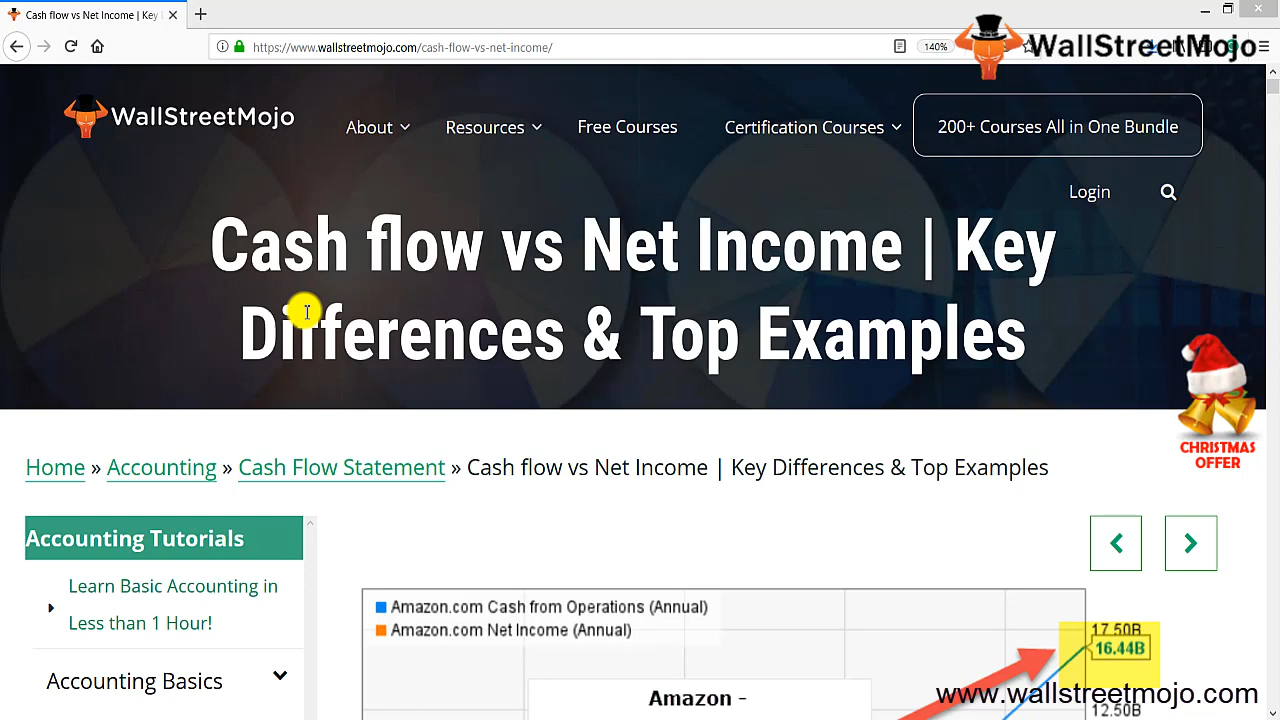 Cash flow vs Net Income | Key
https://www.wallstreetmojo.com/cash-flow-vs-net-income/
140%
WallStreetMojo
WallStreetMojo
About
Resources
Free Courses
Certification Courses
200+ Courses All in One Bundle
Login
Cash flow vs Net Income | Key
Differences & Top Examples
CHRISTMAS
OFFER
Home » Accounting » Cash Flow Statement » Cash flow vs Net Income | Key Differences & Top Examples
Accounting Tutorials
Learn Basic Accounting in
Less than 1 Hour!
Accounting Basics
Amazon.com Cash from Operations (Annual)
Amazon.com Net Income (Annual)
17.50B
16.44B
Amazon -
12.50B
www.wallstreetmojo.com